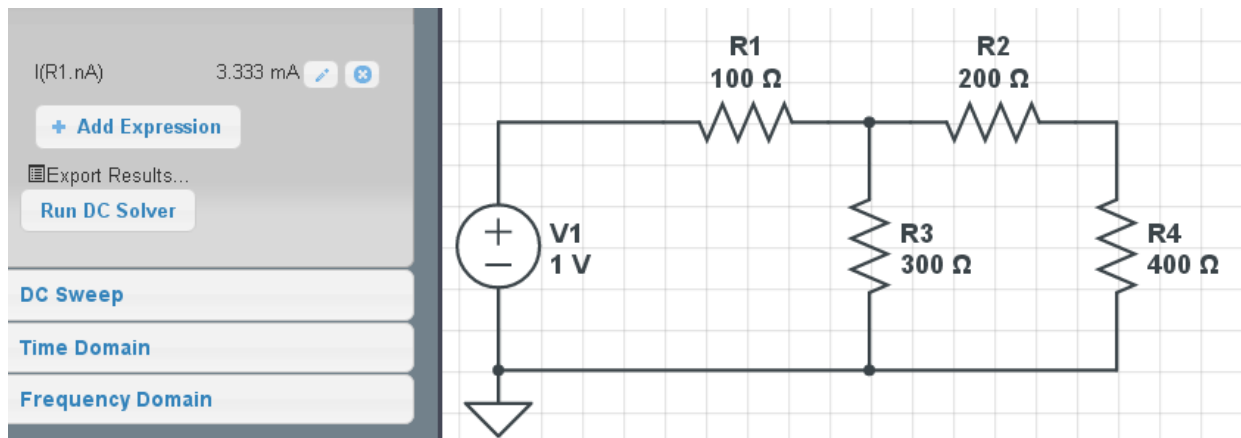 I(R1.nA) 3.333 mA
+ Add Expression
Export Results...
Run DC Solver
DC Sweep
Time Domain
Frequency Domain
R1
100 Ω
R2
200 Ω
V1
1 V
R3
300 Ω
R4
400 Ω